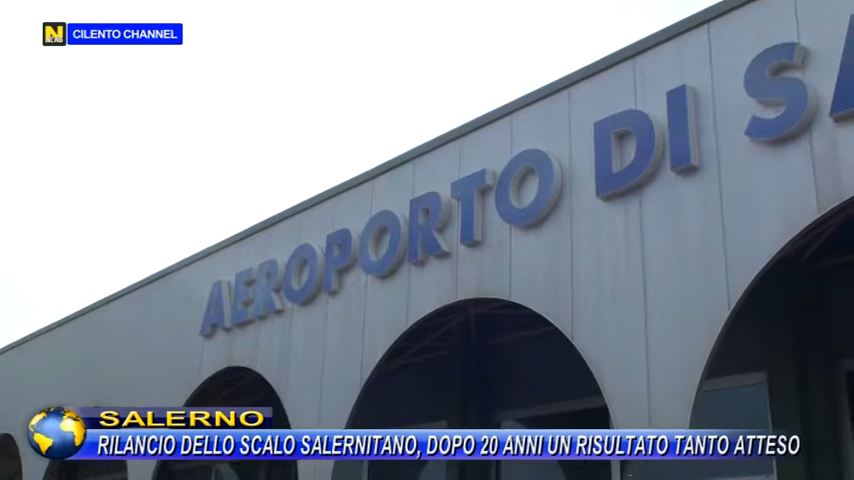 N
CILENTO CHANNEL
AEROPORTO DI SA
SALERNO
RILANCIO DELLO SCALO SALERNITANO, DOPO 20 ANNI UN RISULTATO TANTO ATTESO